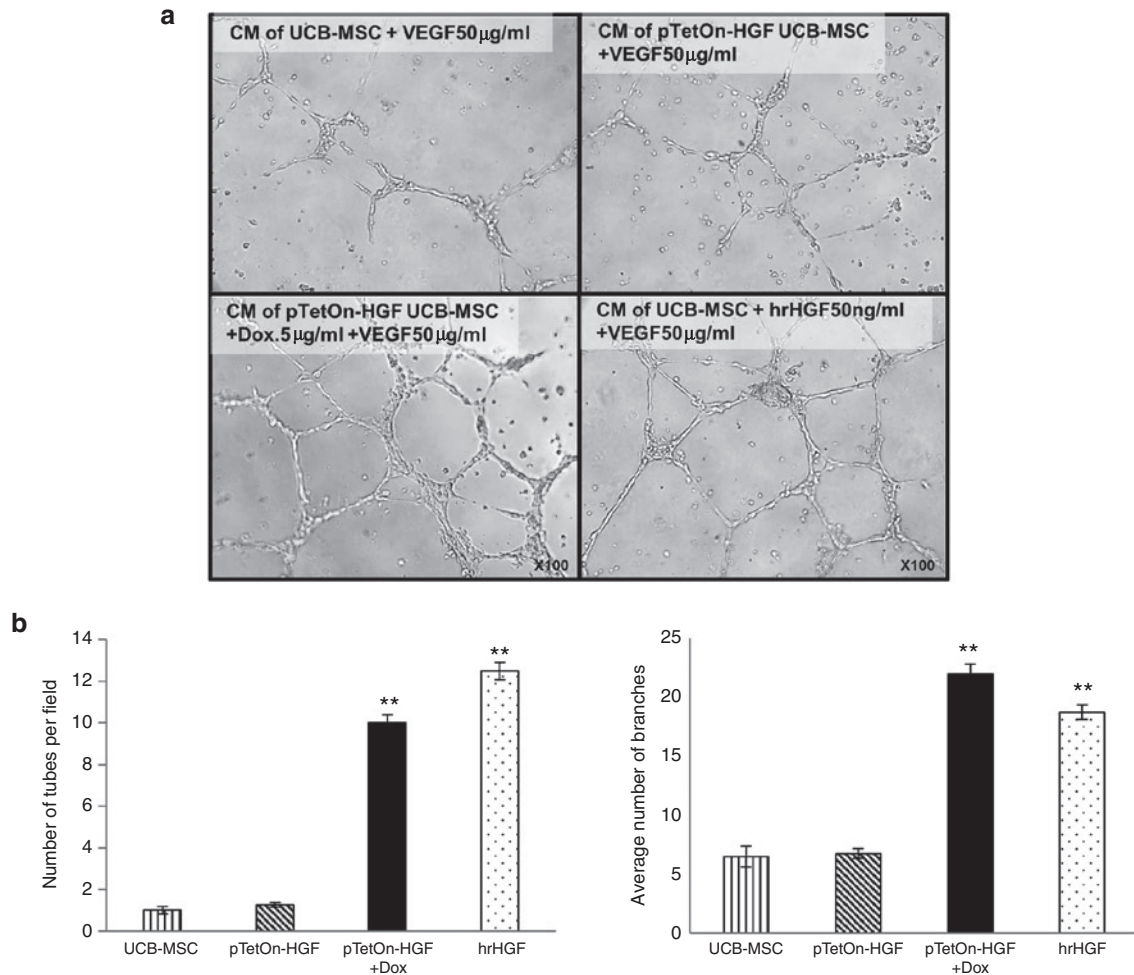 a
CM of UCB-MSC + VEGF50μg/ml
CM of pTetOn-HGF UCB-MSC
+VEGF50μg/ml
CM of pTetOn-HGF UCB-MSC
+Dox.5μg/ml +VEGF50μg/ml
X100
CM of UCB-MSC + hrHGF50ng/ml
+VEGF50μg/ml
X100
b
Number of tubes per field
14
12
10
8
6
4
2
0
**
**
UCB-MSC
pTetOn-HGF
pTetOn-HGF
+Dox
hrHGF
Average number of branches
25
20
15
10
5
0
**
**
UCB-MSC
pTetOn-HGF
pTetOn-HGF
+Dox
hrHGF